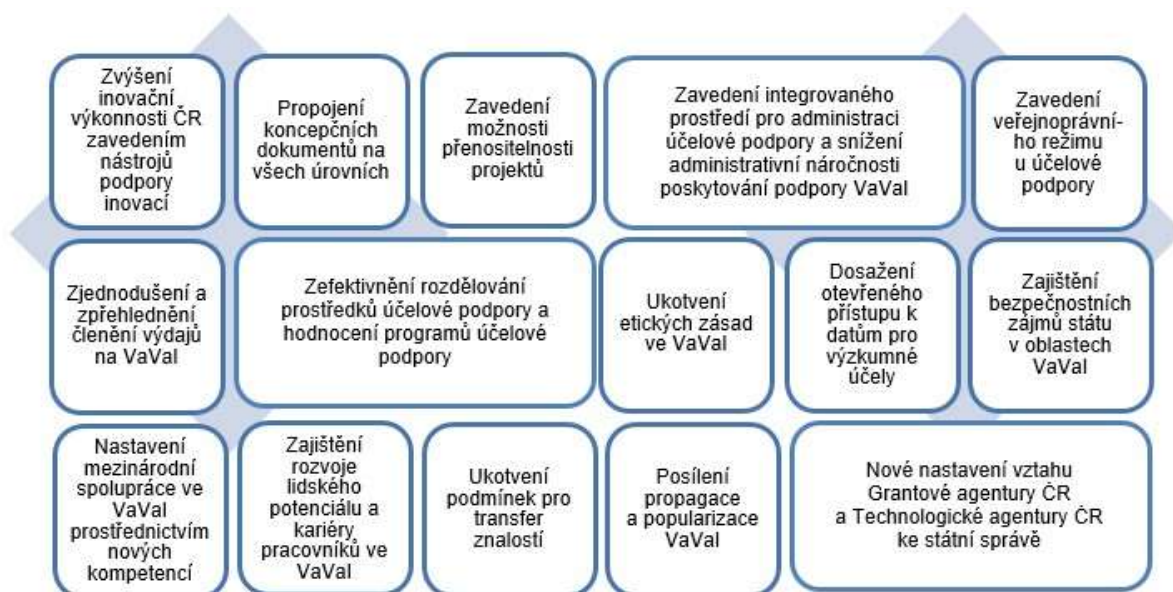 Zvýšení
inovační
výkonnosti ČR
zavedením
nástrojů
podpory
inovací
Propojení
koncepčních
dokumentů na
všech úrovních
Zavedení
možnosti
přenositelnosti
projektů
Zavedení integrovaného
prostředí pro administraci
účelové podpory a snížení
administrativní náročnosti
poskytování podpory VaVaI
Zavedení
veřejnoprávní-
ho režimu
u účelové
podpory
Zjednodušení a
zpřehlednění
členění výdajů
na VaVaI
Zefektivnění rozdělování
prostředků účelové podpory a
hodnocení programů účelové
podpory
Ukotvení
etických zásad
ve VaVaI
Dosažení
otevřeného
přístupu k
datům pro
výzkumné
účely
Zajištění
bezpečnostních
zájmů státu
v oblastech
VaVaI
Nastavení
mezinárodní
spolupráce ve
VaVaI
prostřednictvím
nových
kompetencí
Zajištění
rozvoje
lidského
potenciálu a
kariéry
pracovníků ve
VaVaI
Ukotvení
podmínek pro
transfer
znalostí
Posílení
propagace
a popularizace
VaVaI
Nové nastavení vztahu
Grantové agentury ČR
a Technologické agentury ČR
ke státní správě